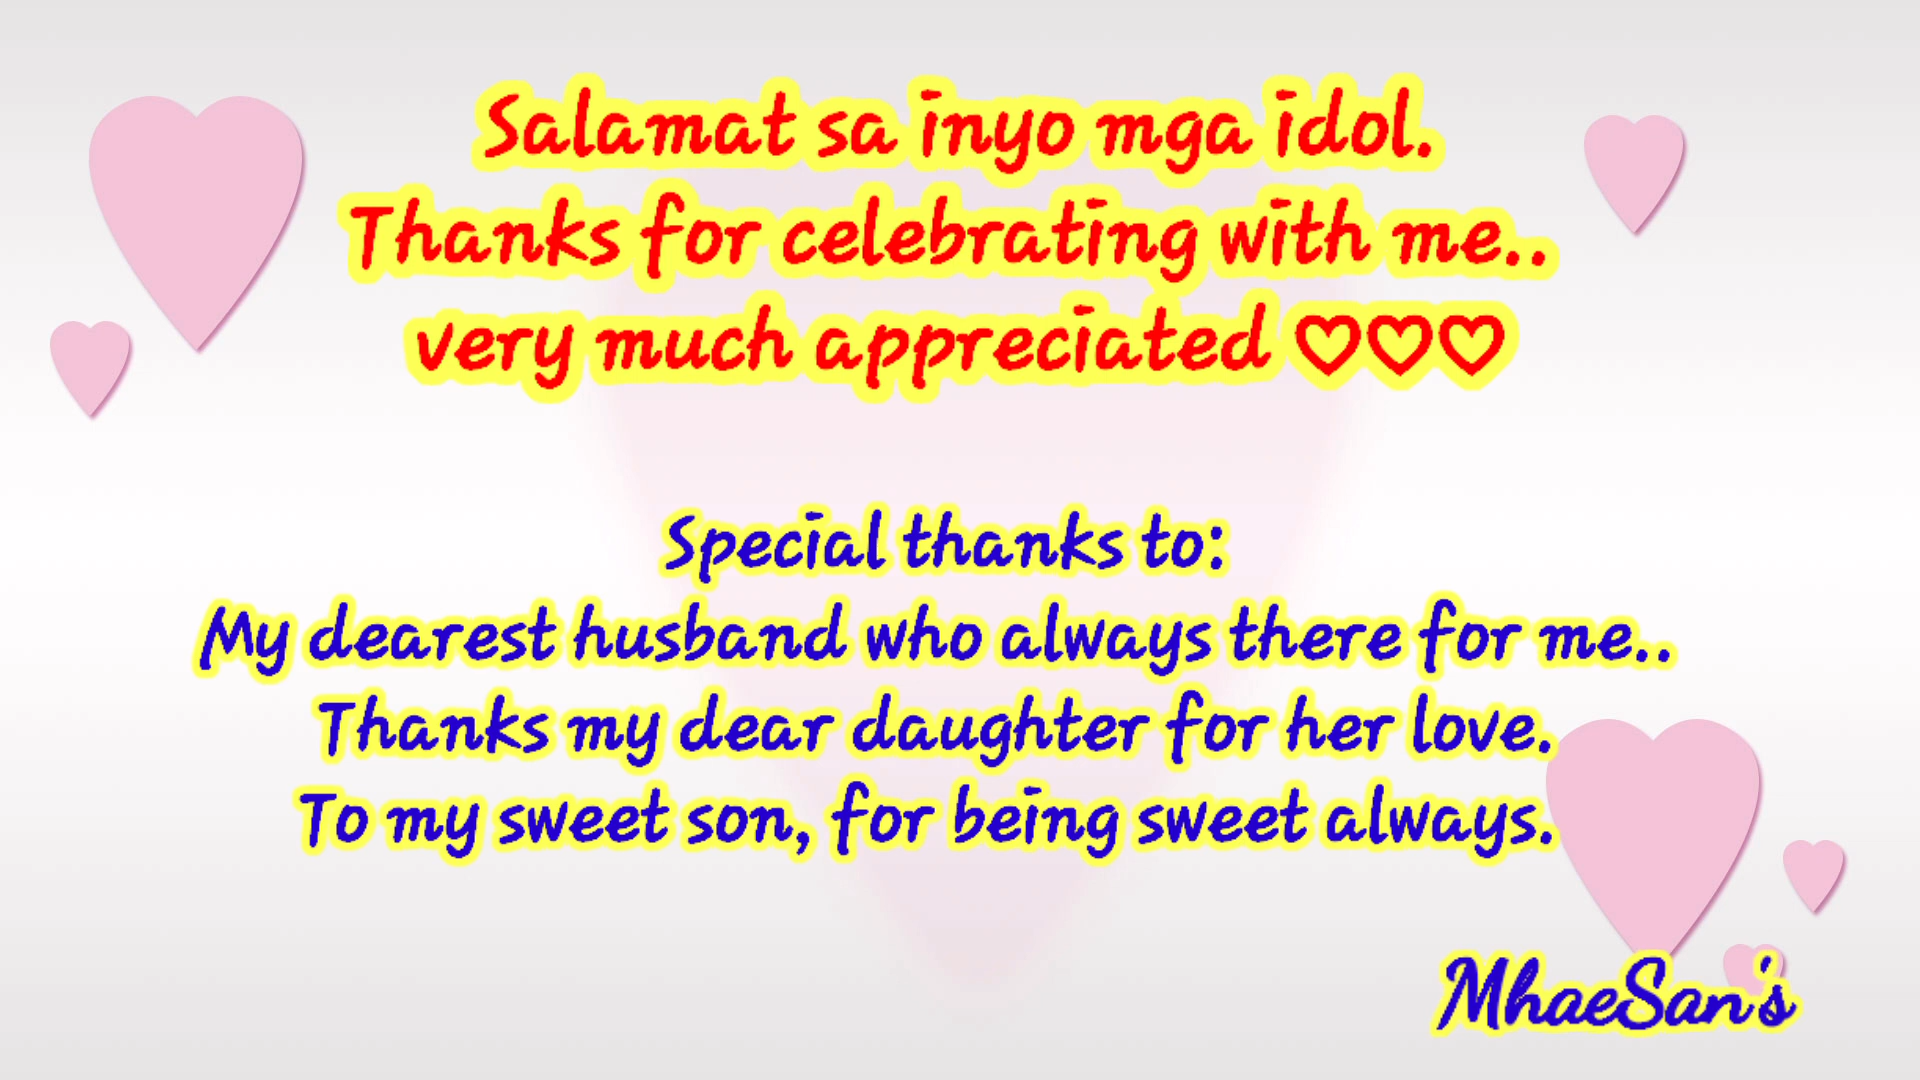 Salamat sa inyo mga idol.
Thanks for celebrating with me..
very much appreciated ♡♡♡
Special thanks to:
My dearest husband who always there for me..
Thanks my dear daughter for her love.
To my sweet son, for being sweet always.
MhaeSan's